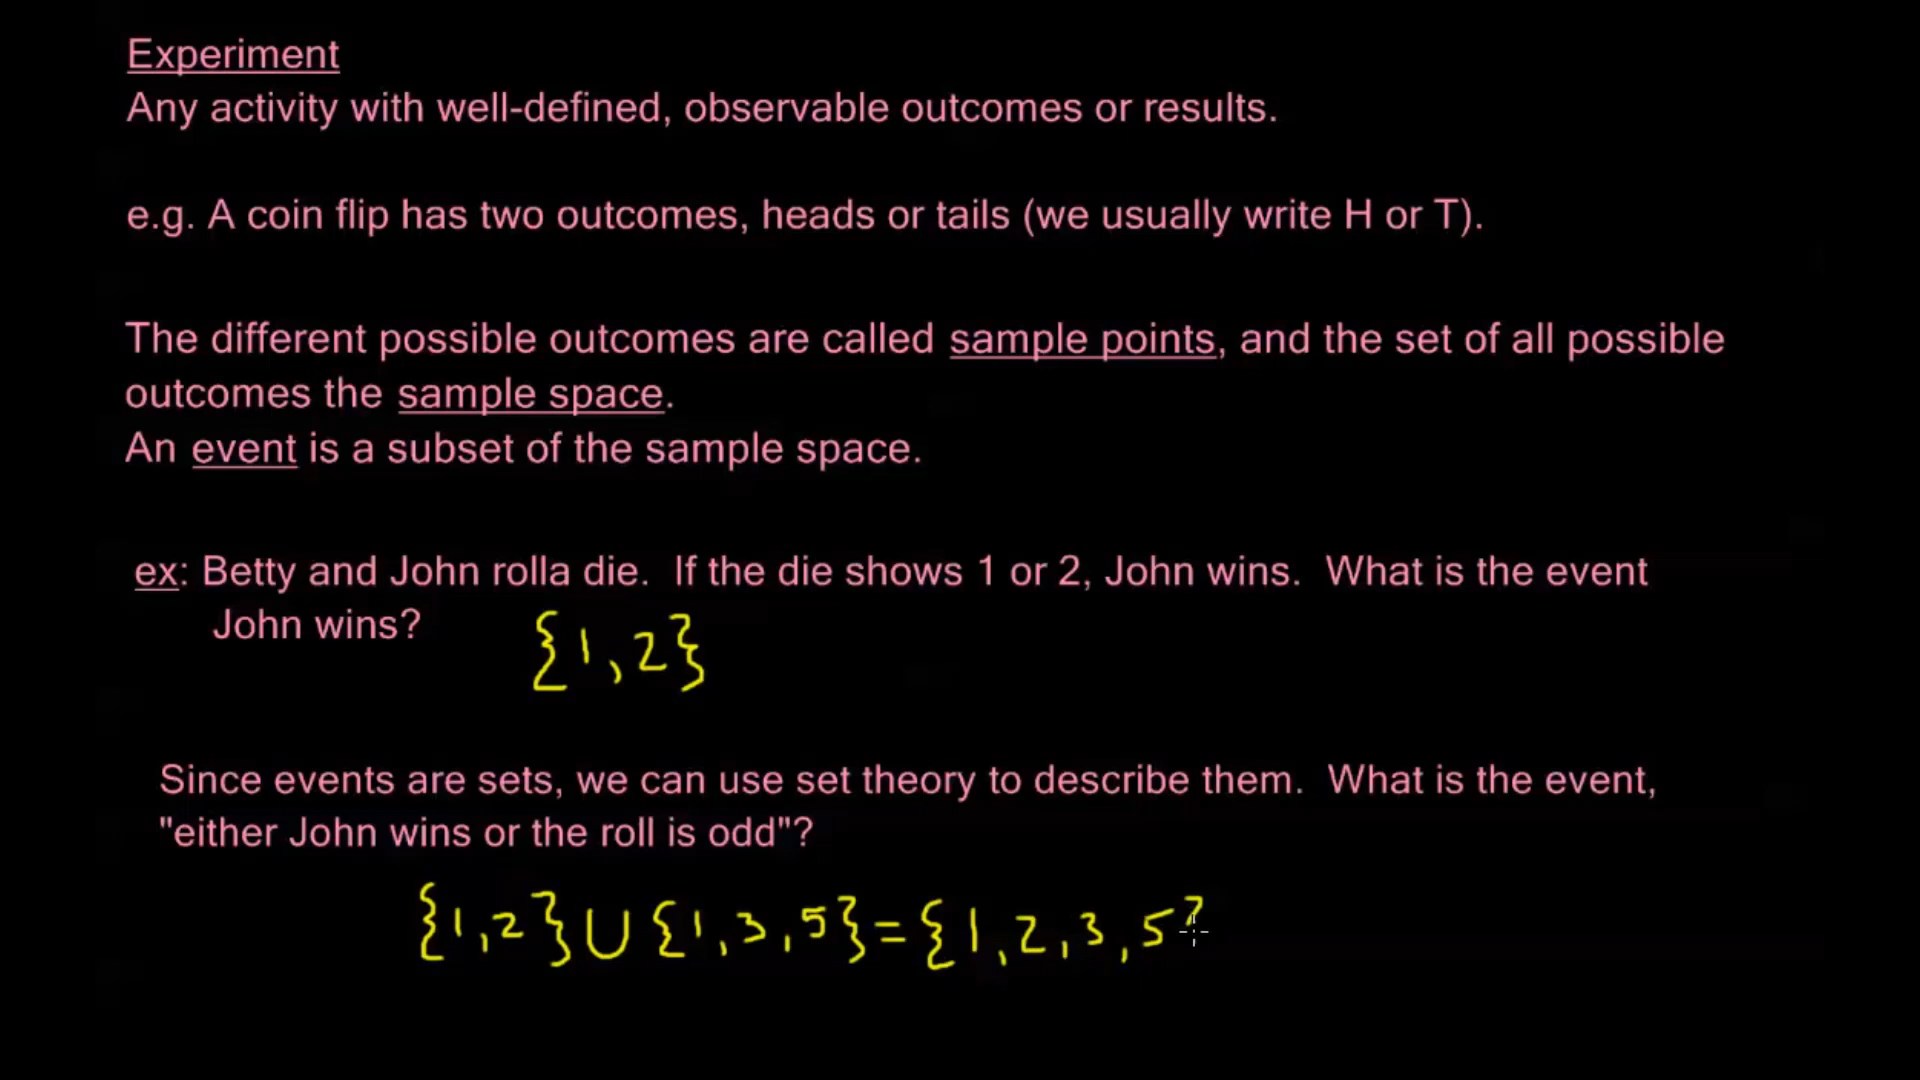 Experiment
Any activity with well-defined, observable outcomes or results.
e.g. A coin flip has two outcomes, heads or tails (we usually write H or T).
The different possible outcomes are called sample points, and the set of all possible
outcomes the sample space.
An event is a subset of the sample space.
ex: Betty and John rolla die. If the die shows 1 or 2, John wins. What is the event
John wins?
{1,2}
Since events are sets, we can use set theory to describe them. What is the event,
"either John wins or the roll is odd"?
{1,2} ∪ {1,3,5} = {1,2,3,5}